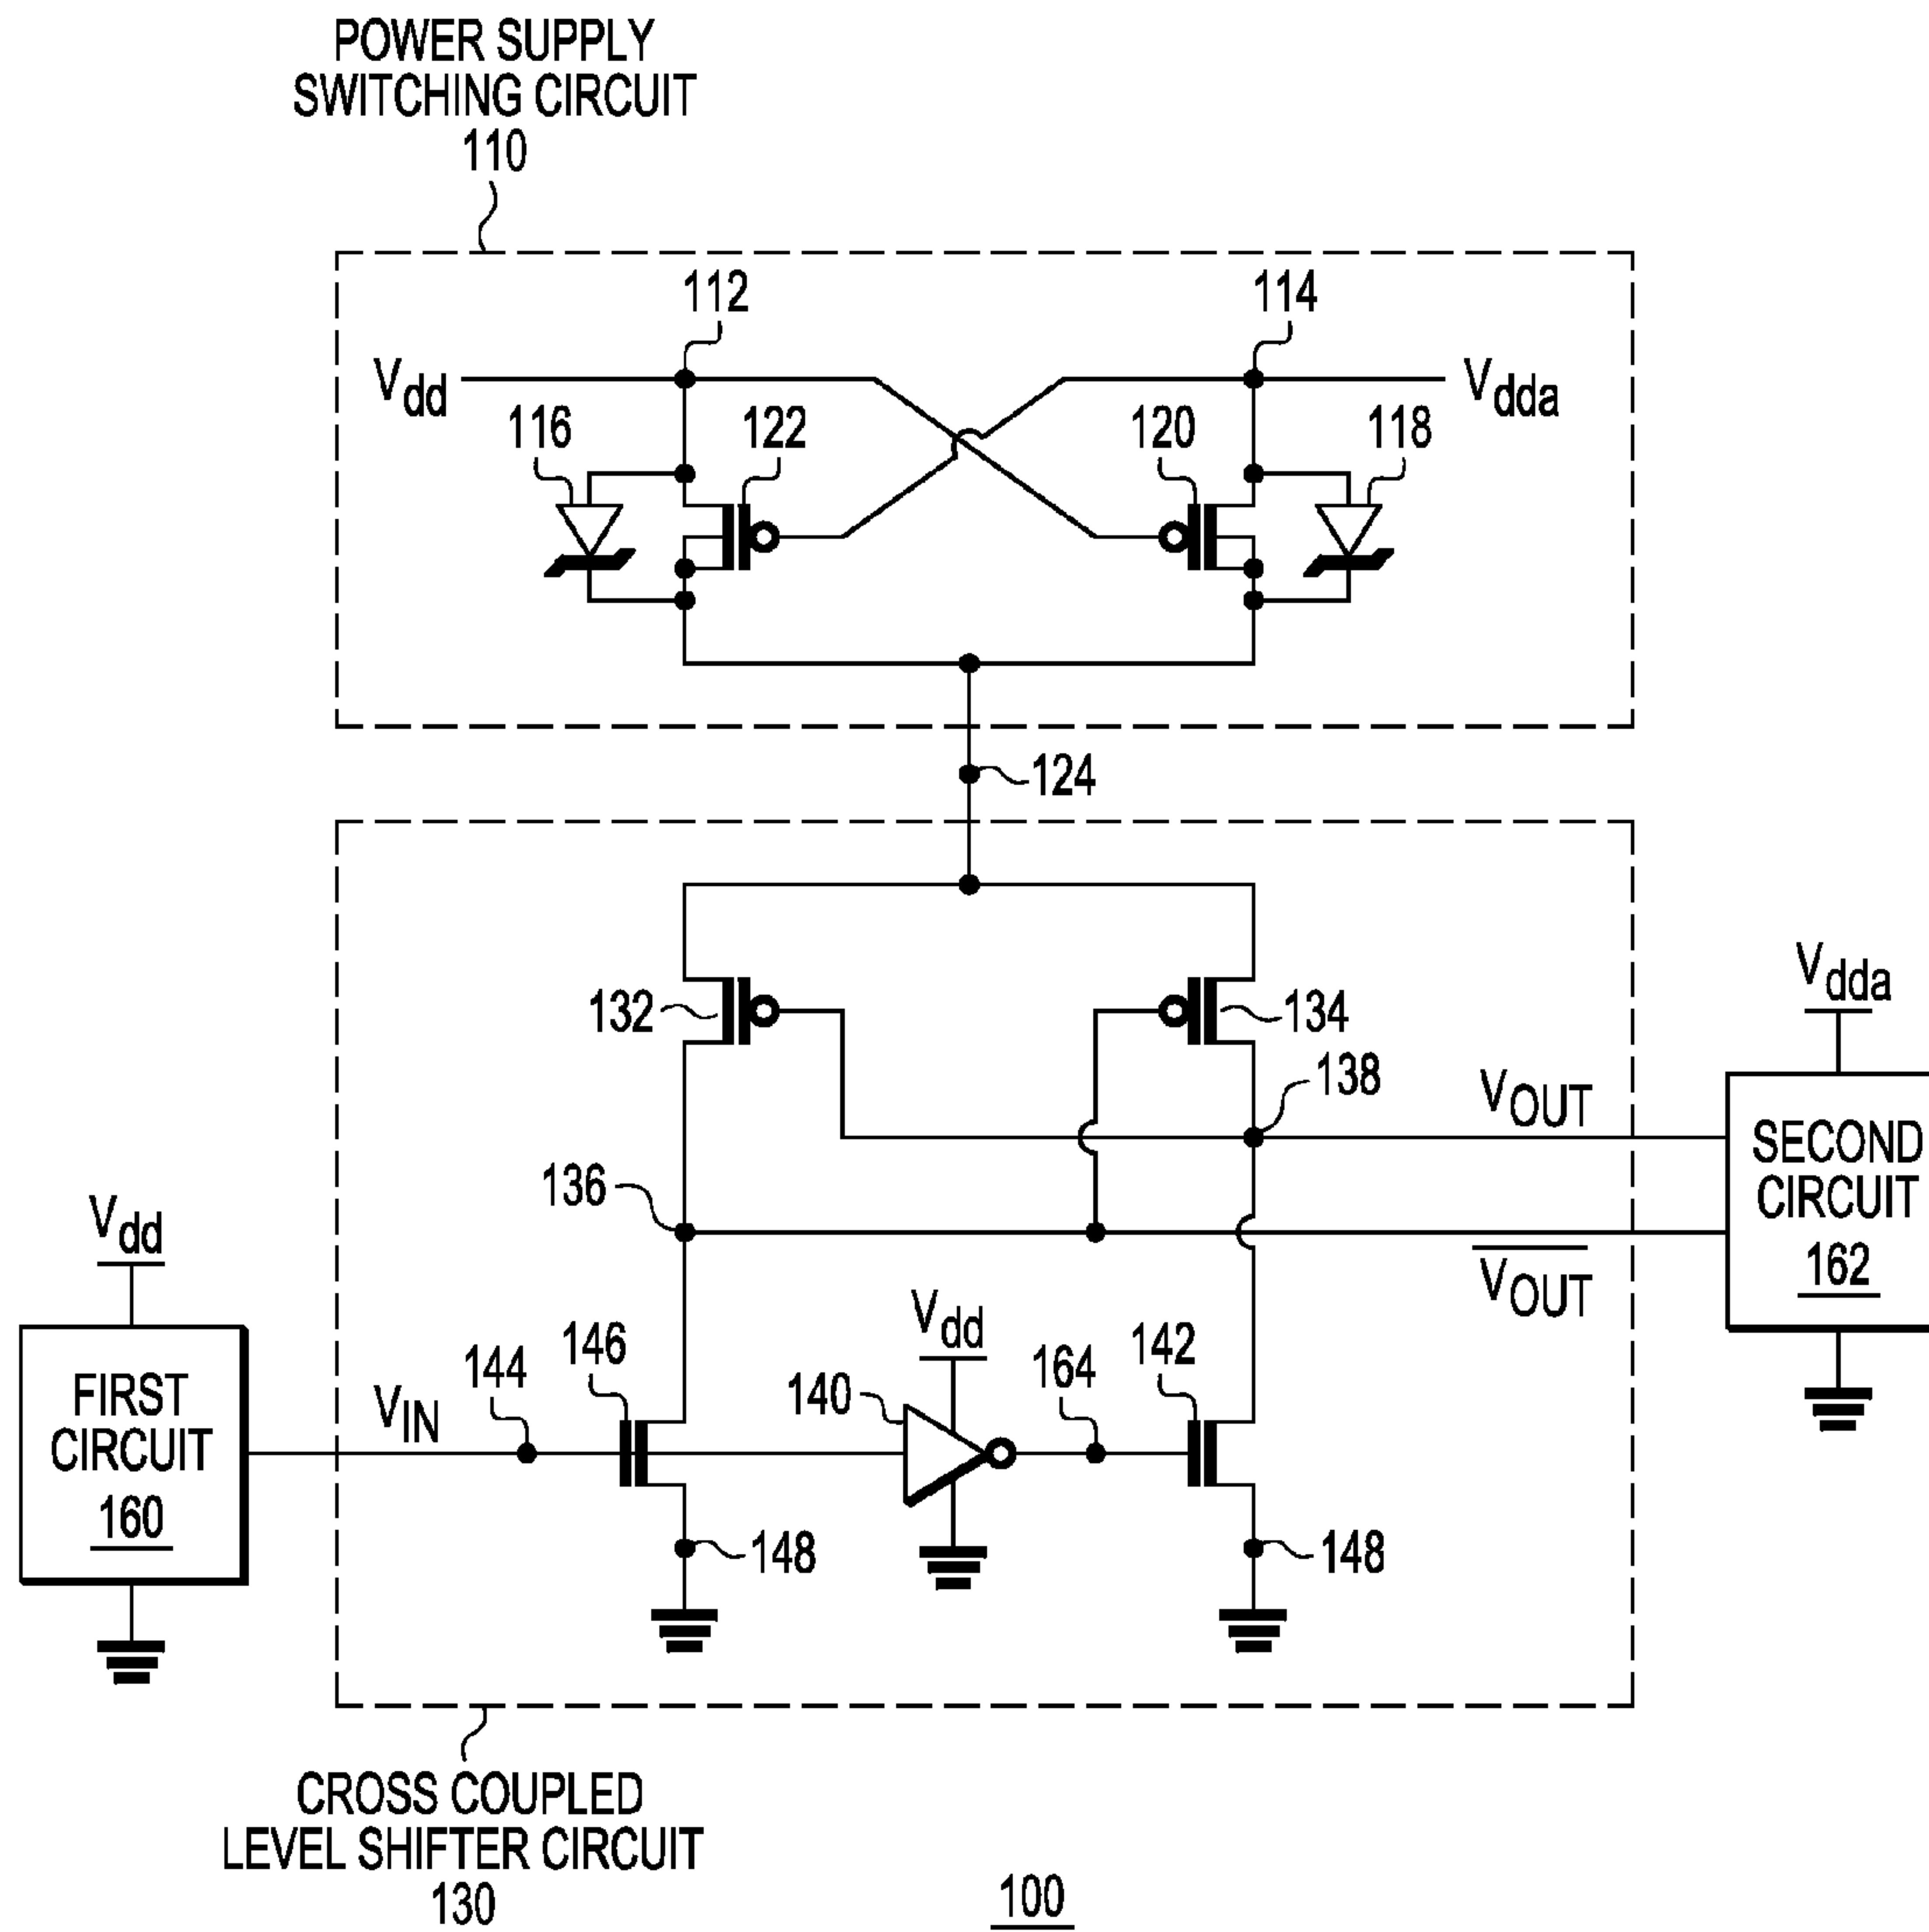 POWER SUPPLY
SWITCHING CIRCUIT
110
112
114
Vdd
Vdda
116
122
120
118
124
132
134
138
VOUT
Vdda
SECOND
CIRCUIT
162
136
VOUT
Vdd
FIRST
CIRCUIT
160
VIN
144
146
140
Vdd
164
142
148
148
CROSS COUPLED
LEVEL SHIFTER CIRCUIT
130
100